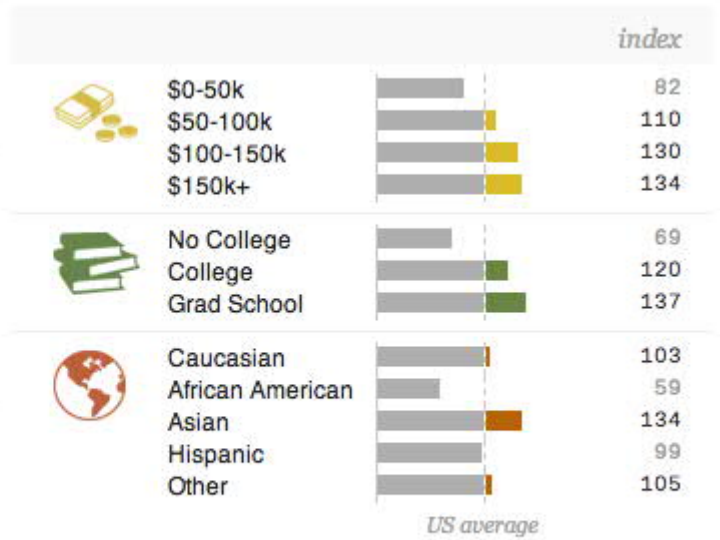 index
$0-50k 82
$50-100k 110
$100-150k 130
$150k+ 134
No College 69
College 120
Grad School 137
Caucasian 103
African American 59
Asian 134
Hispanic 99
Other 105
US average